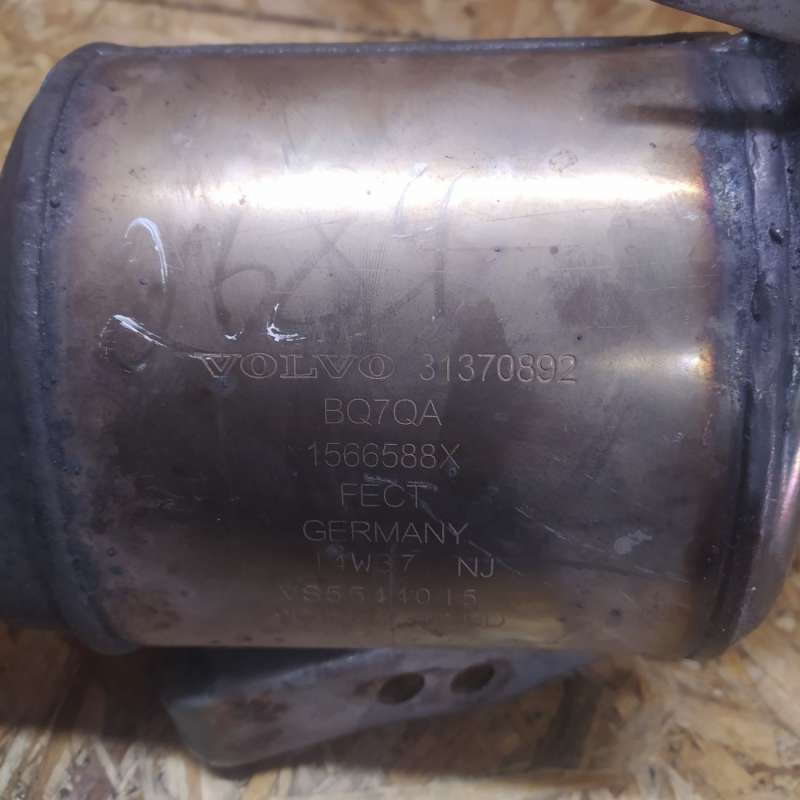 VOLVO 31370892
BQ7QA
1566588X
FECT
GERMANY
14W37 NJ